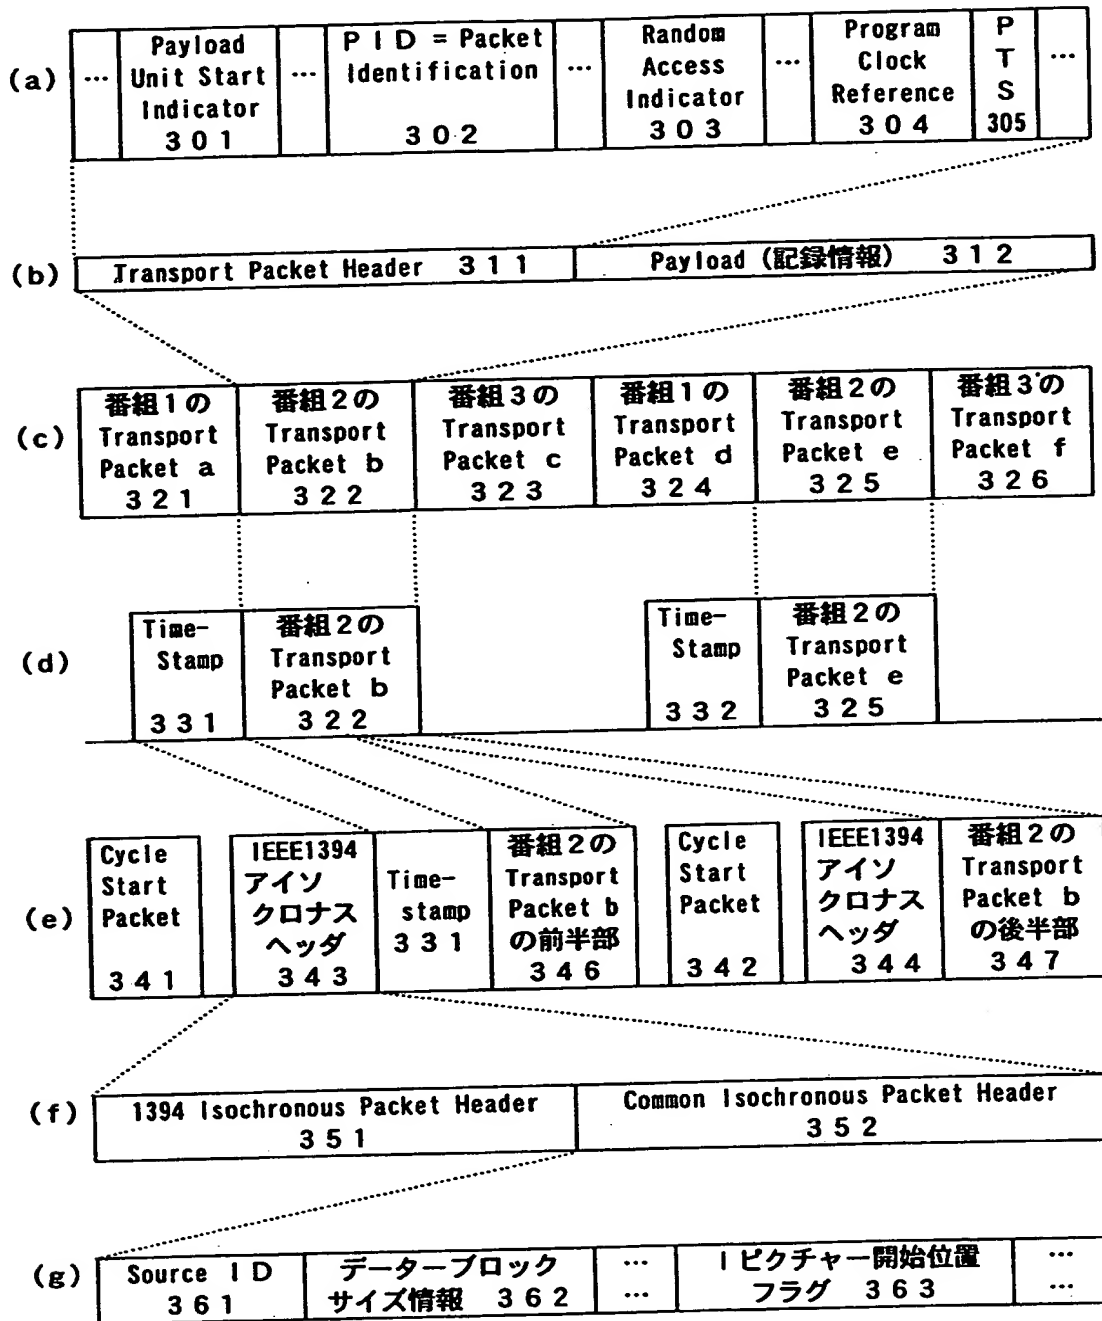 (a)
...
Payload
Unit Start
Indicator
301
...
PID = Packet
Identification
302
...
Random
Access
Indicator
303
...
Program
Clock
Reference
304
P
T
S
305
...
(b)
Transport Packet Header 311
Payload (記録情報) 312
(c)
番組1の
Transport
Packet a
321
番組2の
Transport
Packet b
322
番組3の
Transport
Packet c
323
番組1の
Transport
Packet d
324
番組2の
Transport
Packet e
325
番組3の
Transport
Packet f
326
(d)
Time-
Stamp
331
番組2の
Transport
Packet b
322
Time-
Stamp
332
番組2の
Transport
Packet e
325
(e)
Cycle
Start
Packet
341
IEEE1394
アイソ
クロナス
ヘッダ
343
Time-
stamp
331
番組2の
Transport
Packet b
の前半部
346
Cycle
Start
Packet
342
IEEE1394
アイソ
クロナス
ヘッダ
344
番組2の
Transport
Packet b
の後半部
347
(f)
1394 Isochronous Packet Header
351
Common Isochronous Packet Header
352
(g)
Source ID
361
データーブロック
サイズ情報 362
...
...
Iピクチャー開始位置
フラグ 363
...
...